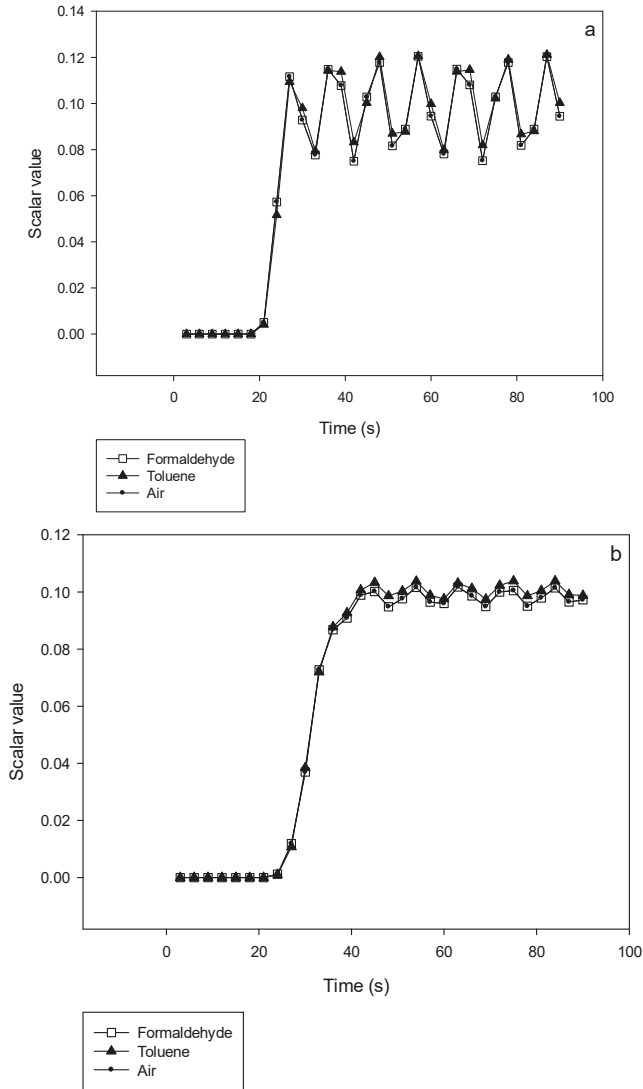 a
0.14
0.12
0.10
0.08
0.06
0.04
0.02
0.00
Scalar value
0 20 40 60 80 100
Time (s)
Formaldehyde
Toluene
Air
b
0.12
0.10
0.08
0.06
0.04
0.02
0.00
Scalar value
0 20 40 60 80 100
Time (s)
Formaldehyde
Toluene
Air